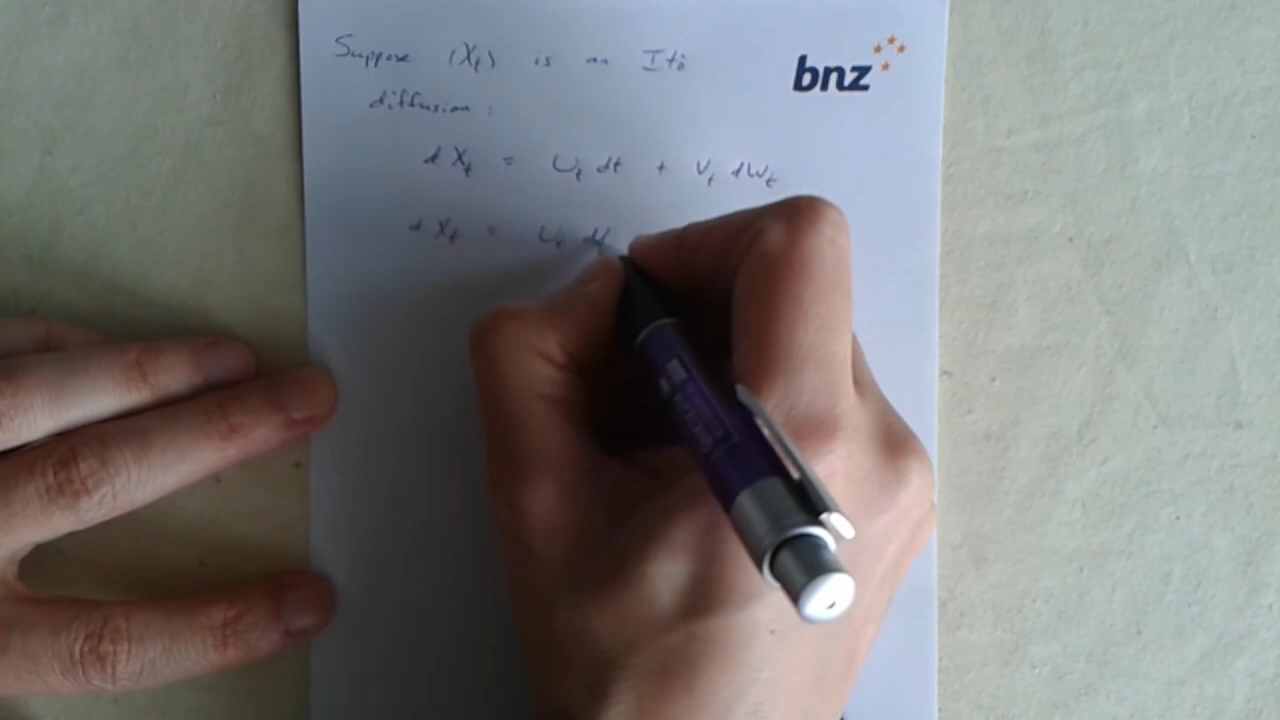 Suppose (Xₜ) is an Itô
bnz
diffusion:
dXₜ = Uₜ dt + Vₜ dWₜ
dXₜ = Uₜ dt